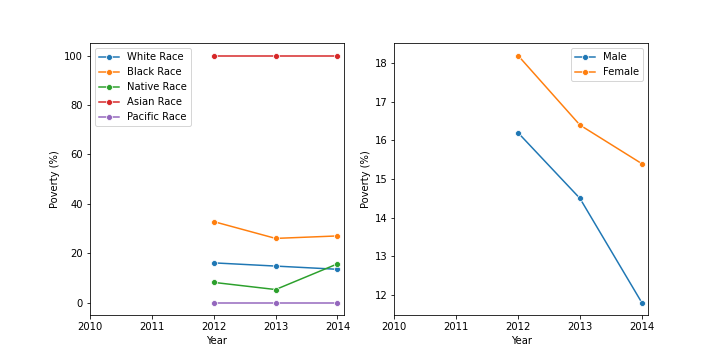 White Race
Black Race
Native Race
Asian Race
Pacific Race
100
80
60
40
20
0
Poverty (%)
2010 2011 2012 2013 2014
Year
Male
Female
18
17
16
15
14
13
12
Poverty (%)
2010 2011 2012 2013 2014
Year